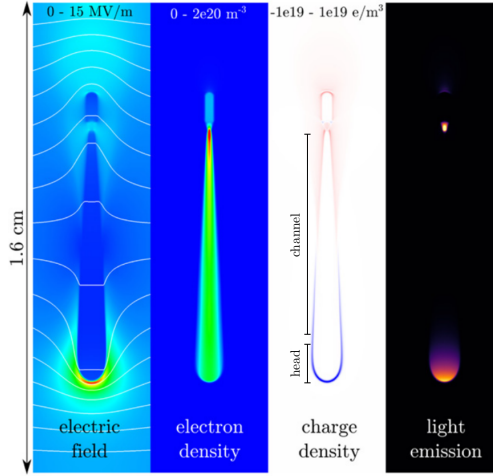 0 - 15 MV/m
0 - 2e20 m⁻³
-1e19 - 1e19 e/m³
1.6 cm
channel
head
electric
field
electron
density
charge
density
light
emission